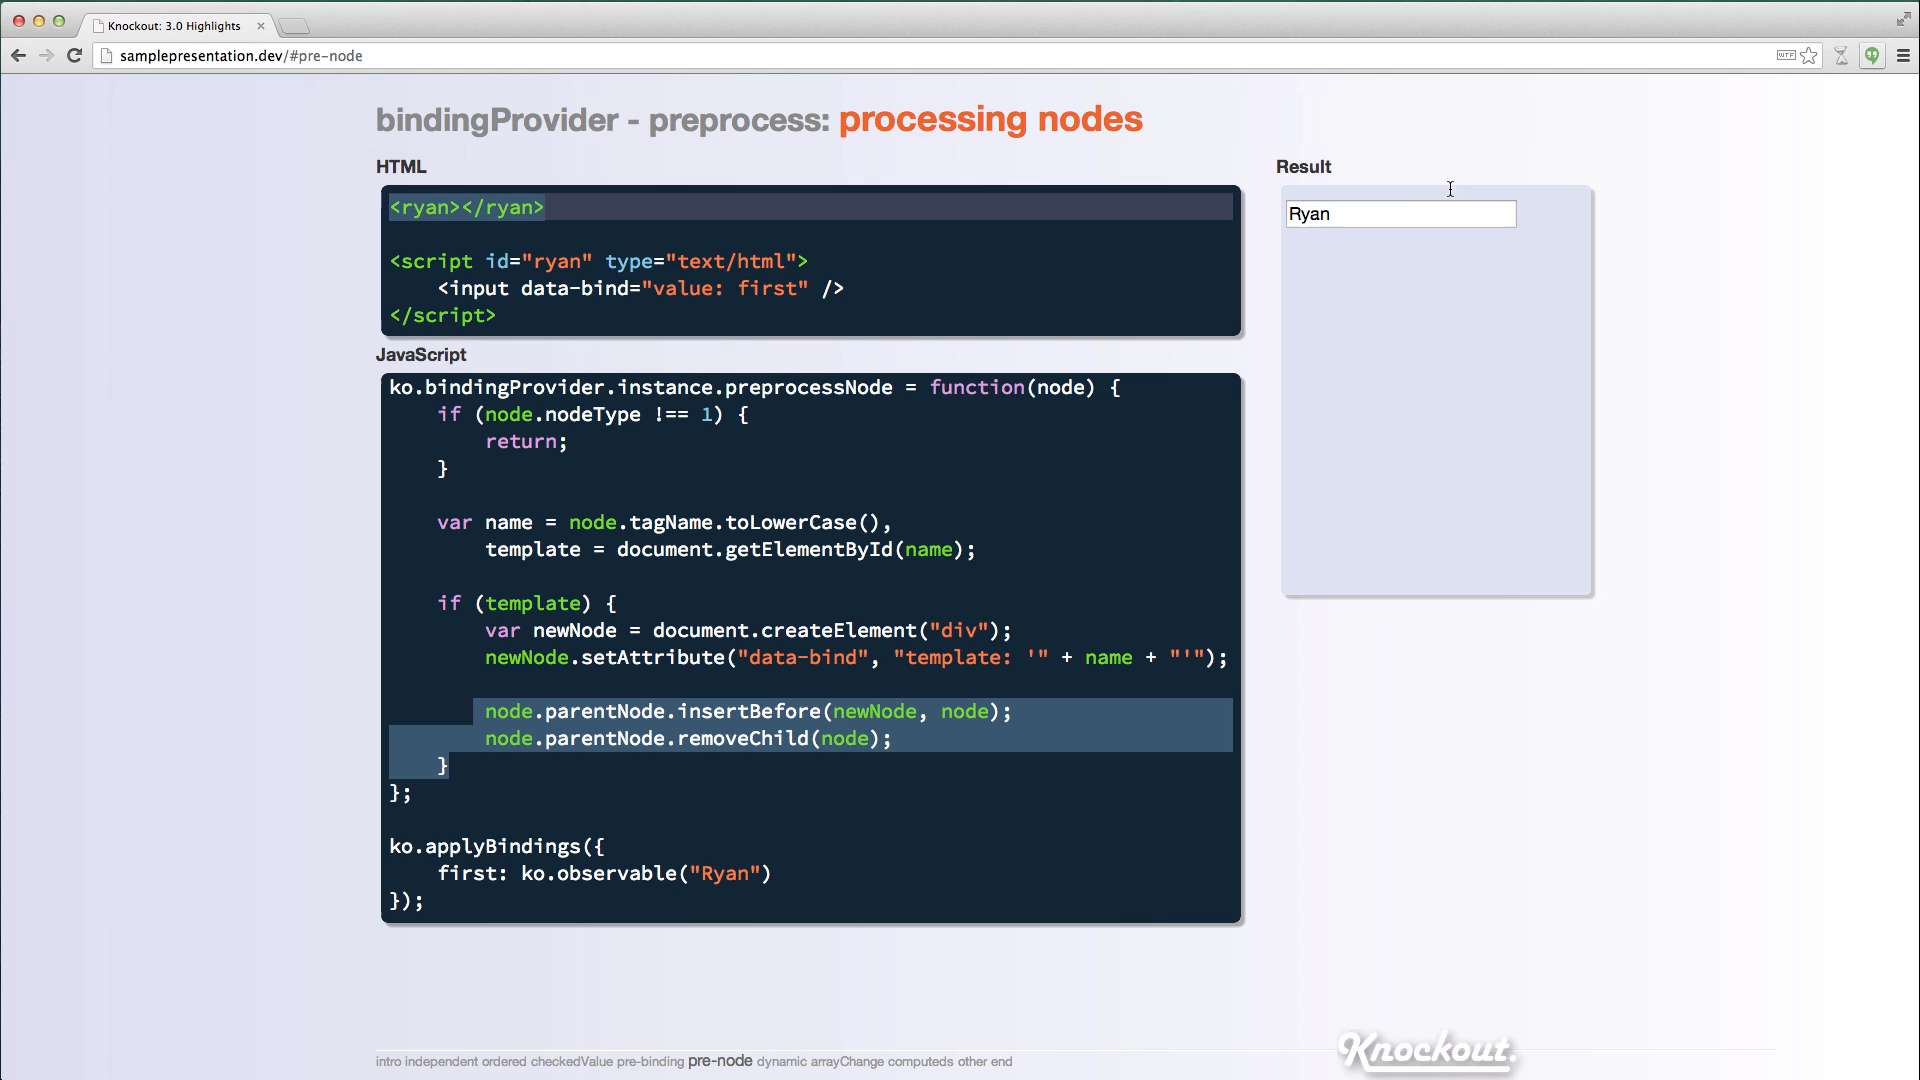 Knockout: 3.0 Highlights
samplepresentation.dev/#pre-node
WTF
bindingProvider - preprocess: processing nodes
HTML
<ryan></ryan>
<script id="ryan" type="text/html">
    <input data-bind="value: first" />
</script>
JavaScript
ko.bindingProvider.instance.preprocessNode = function(node) {
    if (node.nodeType !== 1) {
        return;
    }
    var name = node.tagName.toLowerCase(),
        template = document.getElementById(name);
    if (template) {
        var newNode = document.createElement("div");
        newNode.setAttribute("data-bind", "template: '" + name + "'");
        node.parentNode.insertBefore(newNode, node);
        node.parentNode.removeChild(node);
    }
};
ko.applyBindings({
    first: ko.observable("Ryan")
});
Result
Ryan
intro independent ordered checkedValue pre-binding pre-node dynamic arrayChange computeds other end
Knockout.